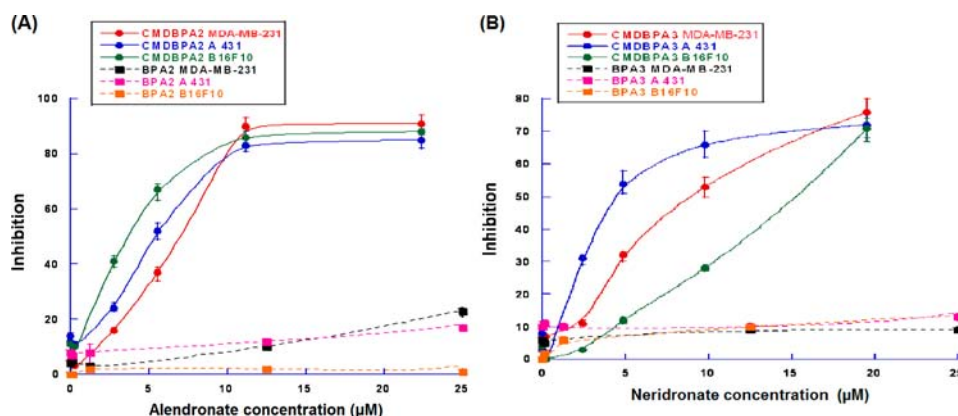 (A)
CMDBPA2 MDA-MB-231
CMDBPA2 A 431
CMDBPA2 B16F10
BPA2 MDA-MB-231
BPA2 A 431
BPA2 B16F10
100
80
60
40
20
0
Inhibition
0 5 10 15 20 25
Alendronate concentration (µM)
(B)
CMDBPA3 MDA-MB-231
CMDBPA3 A 431
CMDBPA3 B16F10
BPA3 MDA-MB-231
BPA3 A 431
BPA3 B16F10
80
70
60
50
40
30
20
10
0
Inhibition
0 5 10 15 20 25
Neridronate concentration (µM)